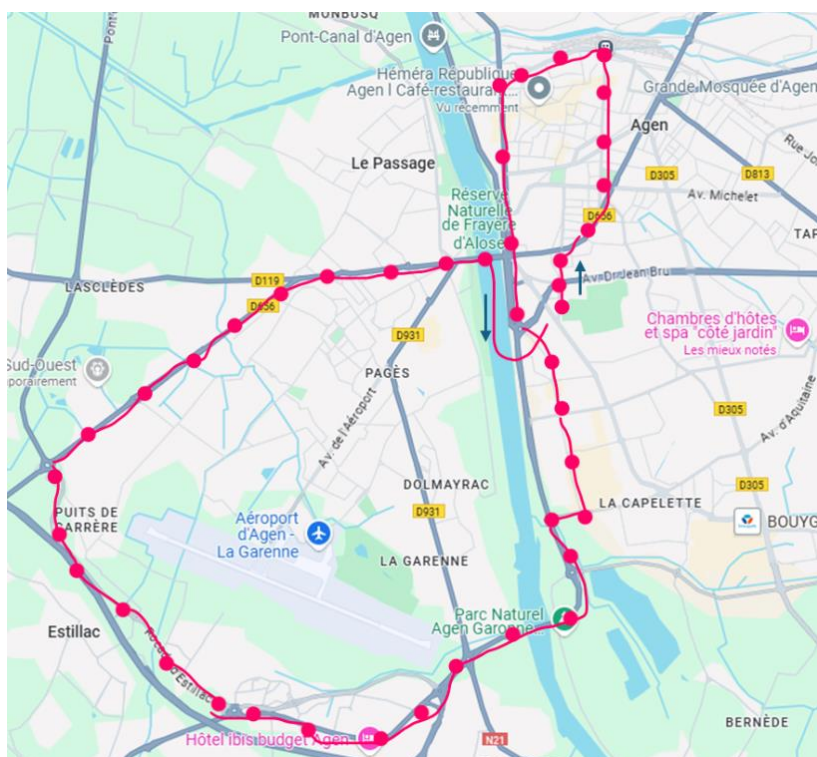 MONBUSQ
Pont-Canal d'Agen
Héméra République
Agen | Café-restaurant...
Vu récemment
Grande Mosquée d'Agen
Agen
Le Passage
D305
D813
Av. Michelet
Réserve
Naturelle
de Frayère
d'Alose
D656
TAP
D119
LASCLÈDES
D656
Av. Dr Jean Bru
D931
Chambres d'hôtes
et spa "côté jardin"
Les mieux notés
Sud-Ouest
mporairement
PAGÈS
Av. de l'Aéroport
D305
Av. d'Aquitaine
DOLMAYRAC
D305
LA CAPELETTE
D931
PUITS DE
CARRÈRE
Aéroport
d'Agen -
La Garenne
BOUYG
LA GARENNE
Parc Naturel
Agen Garonne...
Estillac
BERNÈDE
Hôtel ibis budget Agen
N21